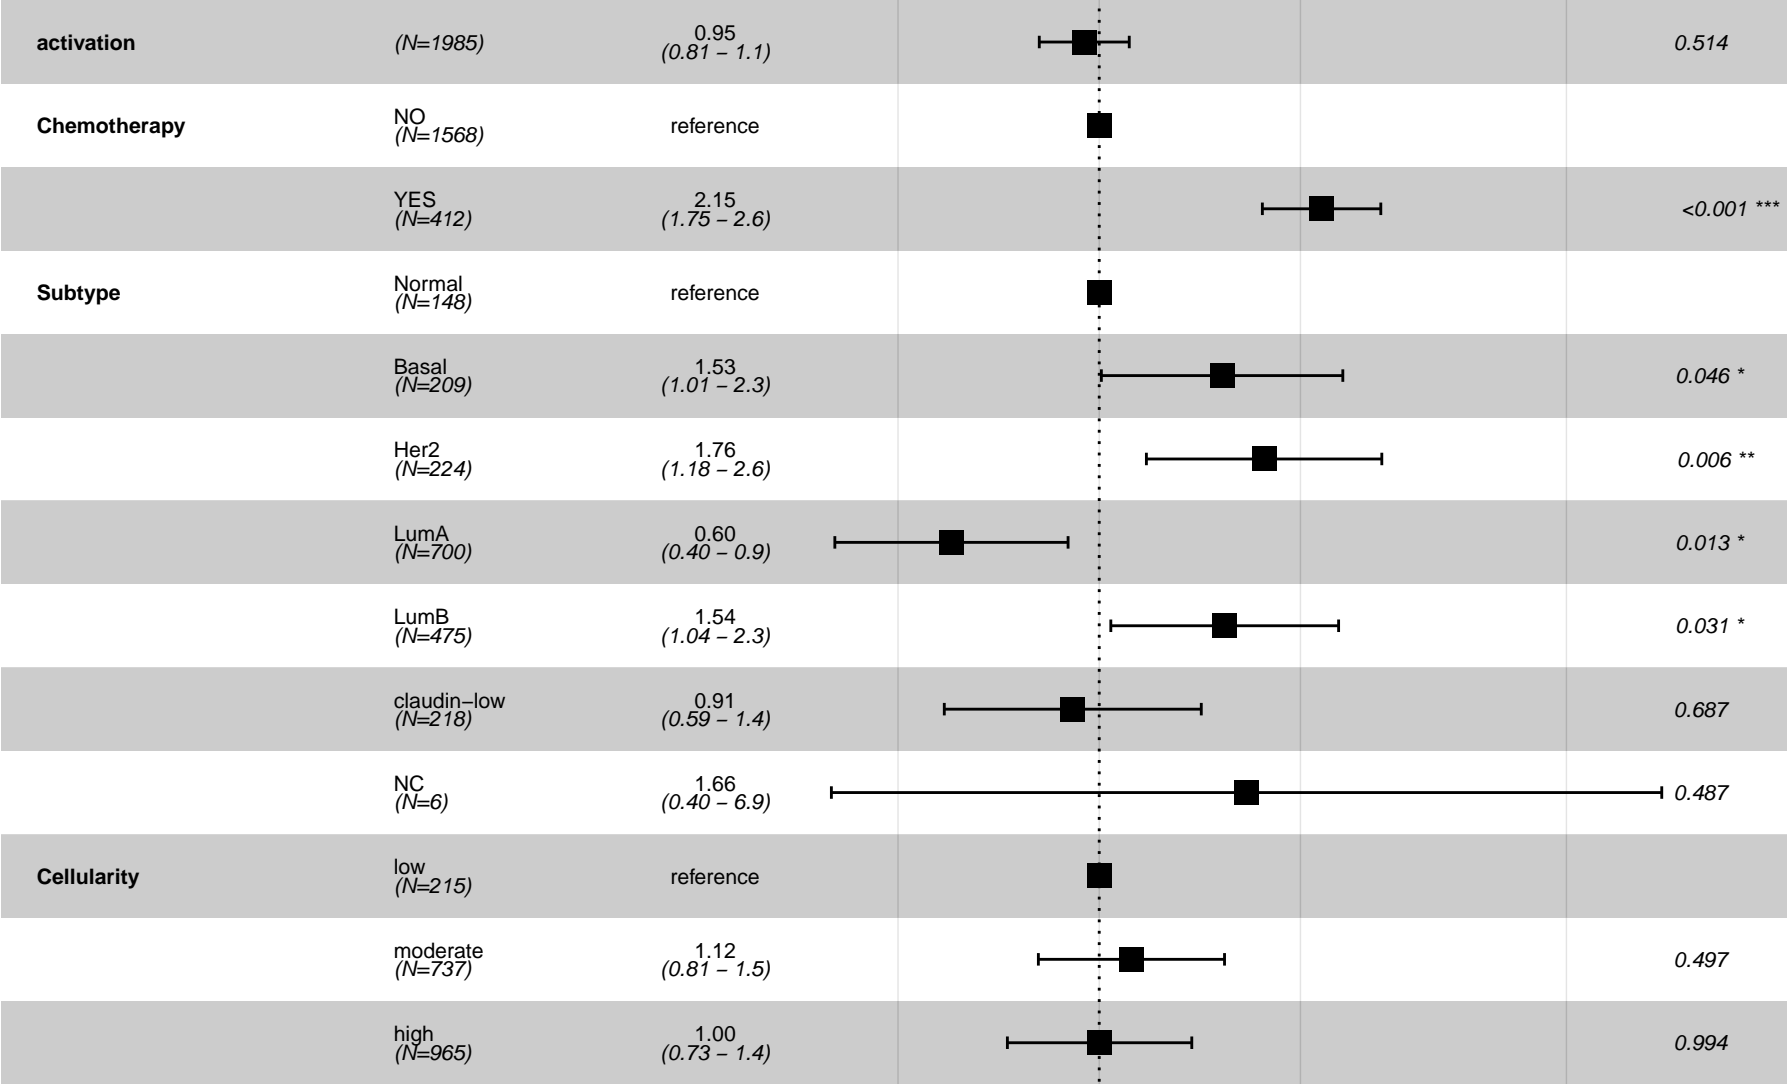 activation (N=1985) 0.95 (0.81 – 1.1) 0.514
Chemotherapy NO (N=1568) reference
YES (N=412) 2.15 (1.75 – 2.6) <0.001 ***
Subtype Normal (N=148) reference
Basal (N=209) 1.53 (1.01 – 2.3) 0.046 *
Her2 (N=224) 1.76 (1.18 – 2.6) 0.006 **
LumA (N=700) 0.60 (0.40 – 0.9) 0.013 *
LumB (N=475) 1.54 (1.04 – 2.3) 0.031 *
claudin–low (N=218) 0.91 (0.59 – 1.4) 0.687
NC (N=6) 1.66 (0.40 – 6.9) 0.487
Cellularity low (N=215) reference
moderate (N=737) 1.12 (0.81 – 1.5) 0.497
high (N=965) 1.00 (0.73 – 1.4) 0.994